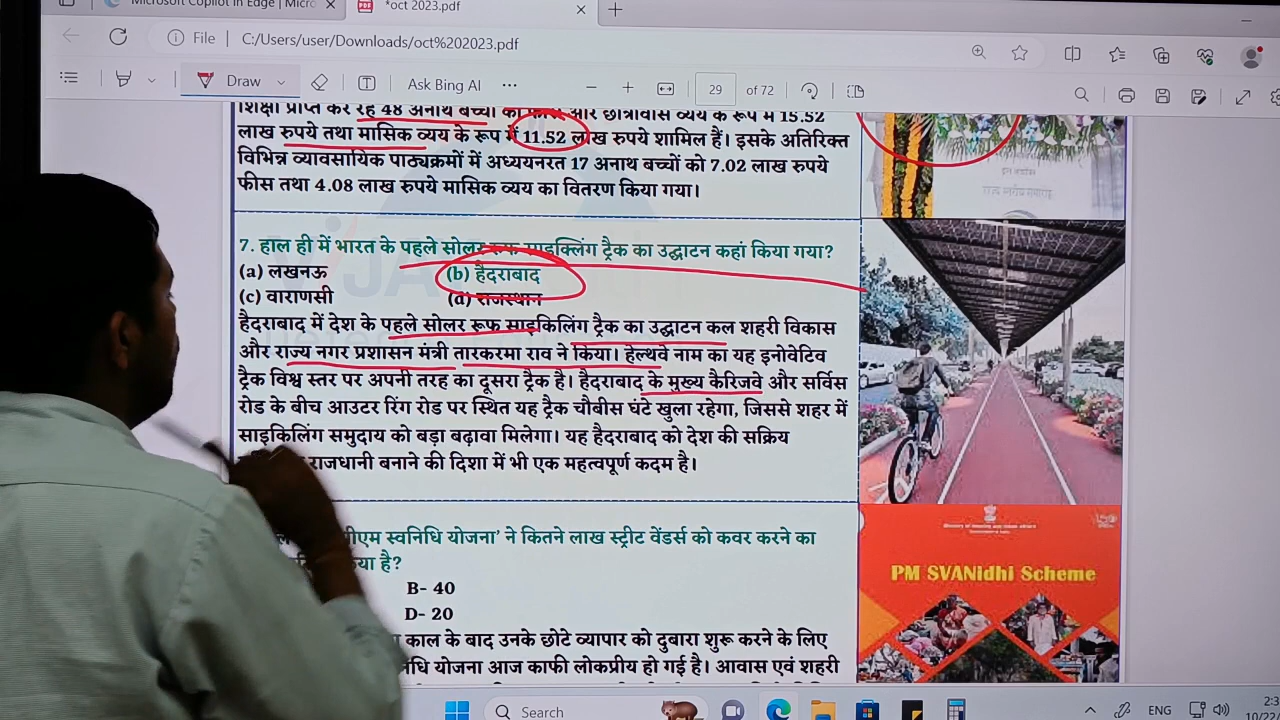 Microsoft Copilot in Edge | Micro
*oct 2023.pdf
File | C:/Users/user/Downloads/oct%202023.pdf
Draw
Ask Bing AI
29 of 72
शिक्षा प्राप्त कर रहे 48 अनाथ बच्चों को फीस और छात्रावास व्यय के रूप में 15.52
लाख रुपये तथा मासिक व्यय के रूप में 11.52 लाख रुपये शामिल हैं। इसके अतिरिक्त
विभिन्न व्यावसायिक पाठ्यक्रमों में अध्ययनरत 17 अनाथ बच्चों को 7.02 लाख रुपये
फीस तथा 4.08 लाख रुपये मासिक व्यय का वितरण किया गया।
7. हाल ही में भारत के पहले सोलर रूफ साइक्लिंग ट्रैक का उद्घाटन कहां किया गया?
(a) लखनऊ (b) हैदराबाद
(c) वाराणसी (d) राजस्थान
हैदराबाद में देश के पहले सोलर रूफ साइकिलिंग ट्रैक का उद्घाटन कल शहरी विकास
और राज्य नगर प्रशासन मंत्री तारकरमा राव ने किया। हेल्थवे नाम का यह इनोवेटिव
ट्रैक विश्व स्तर पर अपनी तरह का दूसरा ट्रैक है। हैदराबाद के मुख्य कैरिजवे और सर्विस
रोड के बीच आउटर रिंग रोड पर स्थित यह ट्रैक चौबीस घंटे खुला रहेगा, जिससे शहर में
साइकिलिंग समुदाय को बड़ा बढ़ावा मिलेगा। यह हैदराबाद को देश की सक्रिय
राजधानी बनाने की दिशा में भी एक महत्वपूर्ण कदम है।
स्वनिधि योजना' ने कितने लाख स्ट्रीट वेंडर्स को कवर करने का
है?
B- 40
D- 20
काल के बाद उनके छोटे व्यापार को दुबारा शुरू करने के लिए
योजना आज काफी लोकप्रिय हो गई है। आवास एवं शहरी
PM SVANidhi Scheme
Search
ENG